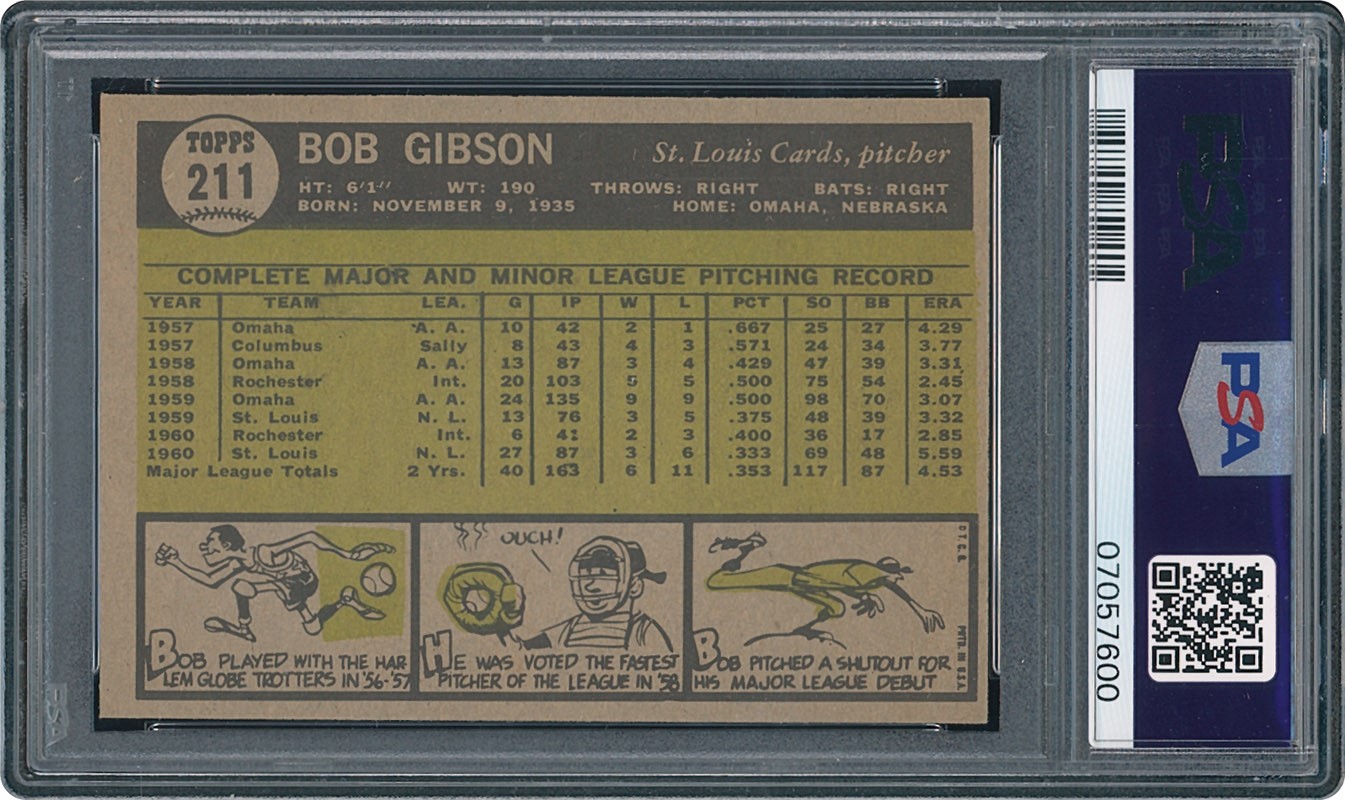 TOPPS
211
BOB GIBSON
St. Louis Cards, pitcher
HT: 6'1" WT: 190 THROWS: RIGHT BATS: RIGHT
BORN: NOVEMBER 9, 1935 HOME: OMAHA, NEBRASKA
COMPLETE MAJOR AND MINOR LEAGUE PITCHING RECORD
YEAR TEAM LEA. G IP W L PCT SO BB ERA
1957 Omaha A. A. 10 42 2 1 .667 25 27 4.29
1957 Columbus Sally 8 43 4 3 .571 24 34 3.77
1958 Omaha A. A. 13 87 3 4 .429 47 39 3.31
1958 Rochester Int. 20 103 5 5 .500 75 54 2.45
1959 Omaha A. A. 24 135 9 9 .500 98 70 3.07
1959 St. Louis N. L. 13 76 3 5 .375 48 39 3.32
1960 Rochester Int. 6 41 2 3 .400 36 17 2.85
1960 St. Louis N. L. 27 87 3 6 .333 69 48 5.59
Major League Totals 2 Yrs. 40 163 6 11 .353 117 87 4.53
OUCH!
BOB PLAYED WITH THE HAR
LEM GLOBE TROTTERS IN '56-'57
HE WAS VOTED THE FASTEST
PITCHER OF THE LEAGUE IN '58
BOB PITCHED A SHUTOUT FOR
HIS MAJOR LEAGUE DEBUT
PRTD. IN U.S.A.
PSA
PSA
07057600